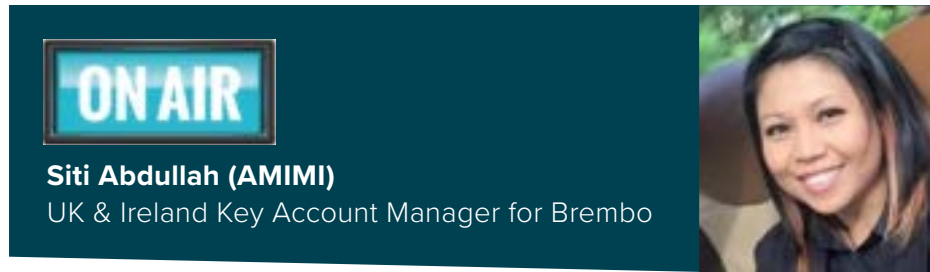 ON AIR
Siti Abdullah (AMIMI)
UK & Ireland Key Account Manager for Brembo